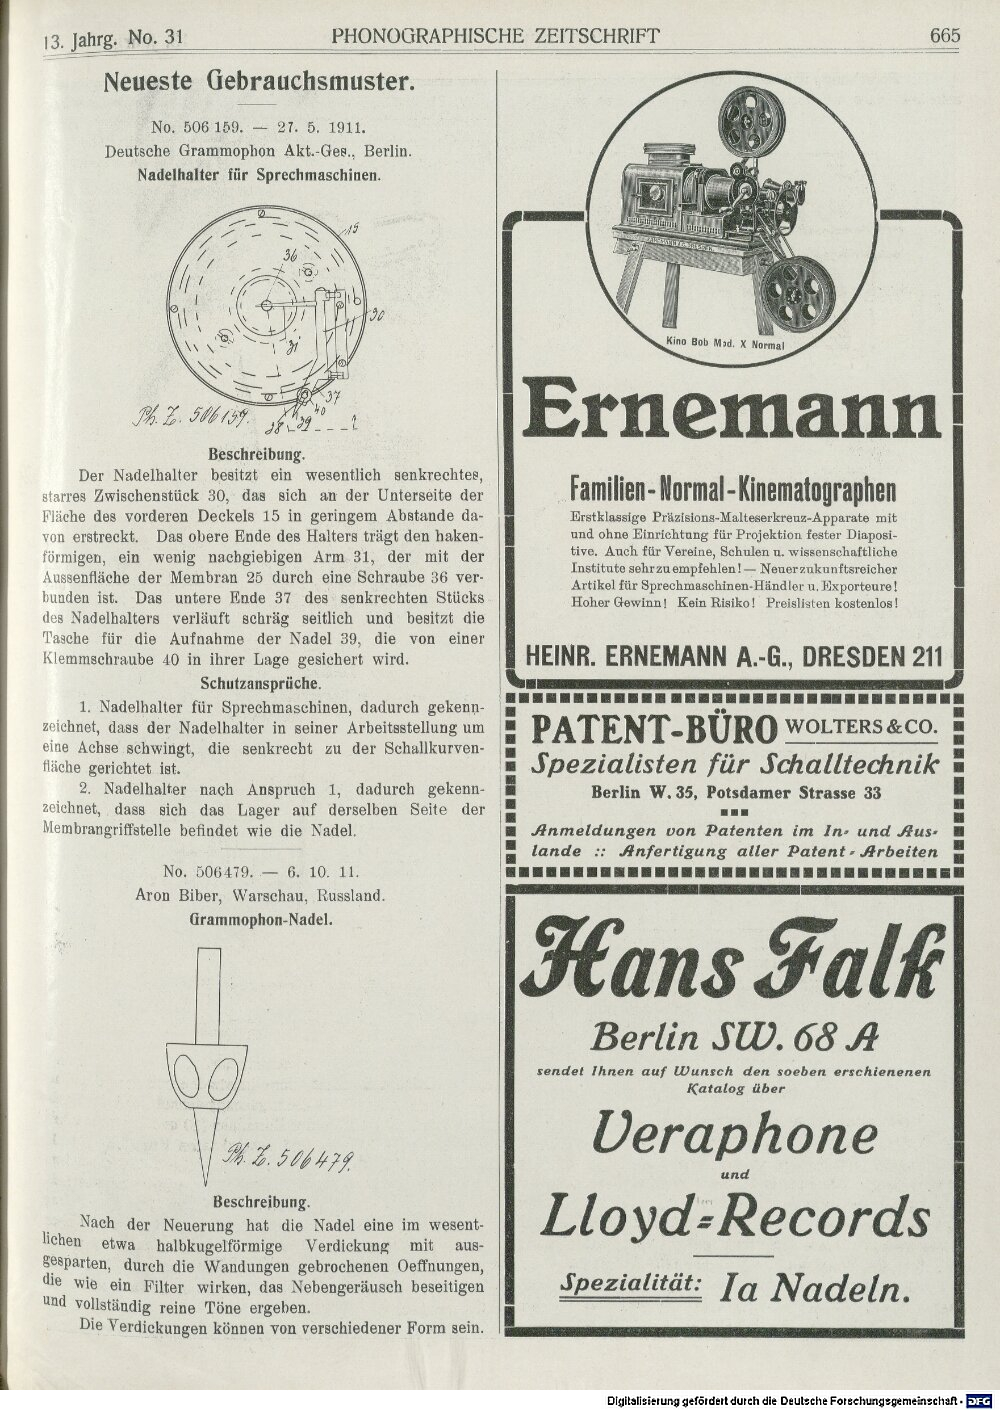 13. Jahrg. No. 31
PHONOGRAPHISCHE ZEITSCHRIFT
665
Neueste Gebrauchsmuster.
No. 506 159. — 27. 5. 1911.
Deutsche Grammophon Akt.-Ges., Berlin.
Nadelhalter für Sprechmaschinen.
15
36
30
31
37
40
38
39
Ph. Z. 506159.
Beschreibung.
Der Nadelhalter besitzt ein wesentlich senkrechtes,
starres Zwischenstück 30, das sich an der Unterseite der
Fläche des vorderen Deckels 15 in geringem Abstande da-
von erstreckt. Das obere Ende des Halters trägt den haken-
förmigen, ein wenig nachgiebigen Arm 31, der mit der
Aussenfläche der Membran 25 durch eine Schraube 36 ver-
bunden ist. Das untere Ende 37 des senkrechten Stücks
des Nadelhalters verläuft schräg seitlich und besitzt die
Tasche für die Aufnahme der Nadel 39, die von einer
Klemmschraube 40 in ihrer Lage gesichert wird.
Schutzansprüche.
1. Nadelhalter für Sprechmaschinen, dadurch gekenn-
zeichnet, dass der Nadelhalter in seiner Arbeitsstellung um
eine Achse schwingt, die senkrecht zu der Schallkurven-
fläche gerichtet ist.
2. Nadelhalter nach Anspruch 1, dadurch gekenn-
zeichnet, dass sich das Lager auf derselben Seite der
Membrangriffstelle befindet wie die Nadel.
No. 506479. — 6. 10. 11.
Aron Biber, Warschau, Russland.
Grammophon-Nadel.
Ph. Z. 506479.
Beschreibung.
Nach der Neuerung hat die Nadel eine im wesent-
lichen etwa halbkugelförmige Verdickung mit aus-
gesparten, durch die Wandungen gebrochenen Oeffnungen,
die wie ein Filter wirken, das Nebengeräusch beseitigen
und vollständig reine Töne ergeben.
Die Verdickungen können von verschiedener Form sein.
Kino Bob Mod. X Normal
Ernemann
Familien-Normal-Kinematographen
Erstklassige Präzisions-Malteserkreuz-Apparate mit
und ohne Einrichtung für Projektion fester Diaposi-
tive. Auch für Vereine, Schulen u. wissenschaftliche
Institute sehr zu empfehlen! — Neuer zukunftsreicher
Artikel für Sprechmaschinen-Händler u. Exporteure!
Hoher Gewinn! Kein Risiko! Preislisten kostenlos!
HEINR. ERNEMANN A.-G., DRESDEN 211
PATENT-BÜRO WOLTERS & CO.
Spezialisten für Schalltechnik
Berlin W. 35, Potsdamer Strasse 33
Anmeldungen von Patenten im In- und Aus-
lande :: Anfertigung aller Patent-Arbeiten
Hans Falk
Berlin SW. 68 A
sendet Ihnen auf Wunsch den soeben erschienenen
Katalog über
Veraphone
und
Lloyd-Records
Spezialität: Ia Nadeln.
Digitalisierung gefördert durch die Deutsche Forschungsgemeinschaft - DFG